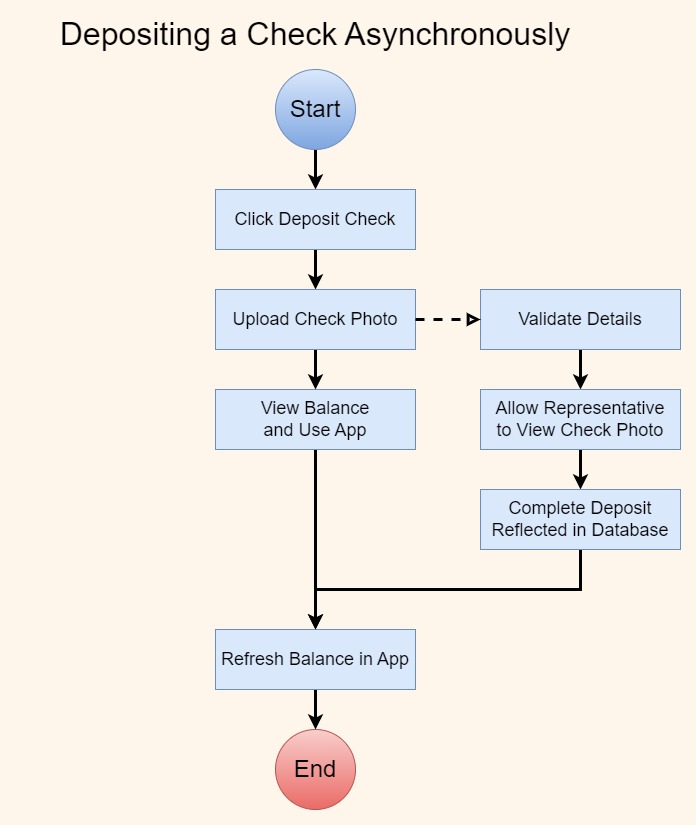 Depositing a Check Asynchronously
Start
Click Deposit Check
Upload Check Photo
Validate Details
View Balance
and Use App
Allow Representative
to View Check Photo
Complete Deposit
Reflected in Database
Refresh Balance in App
End